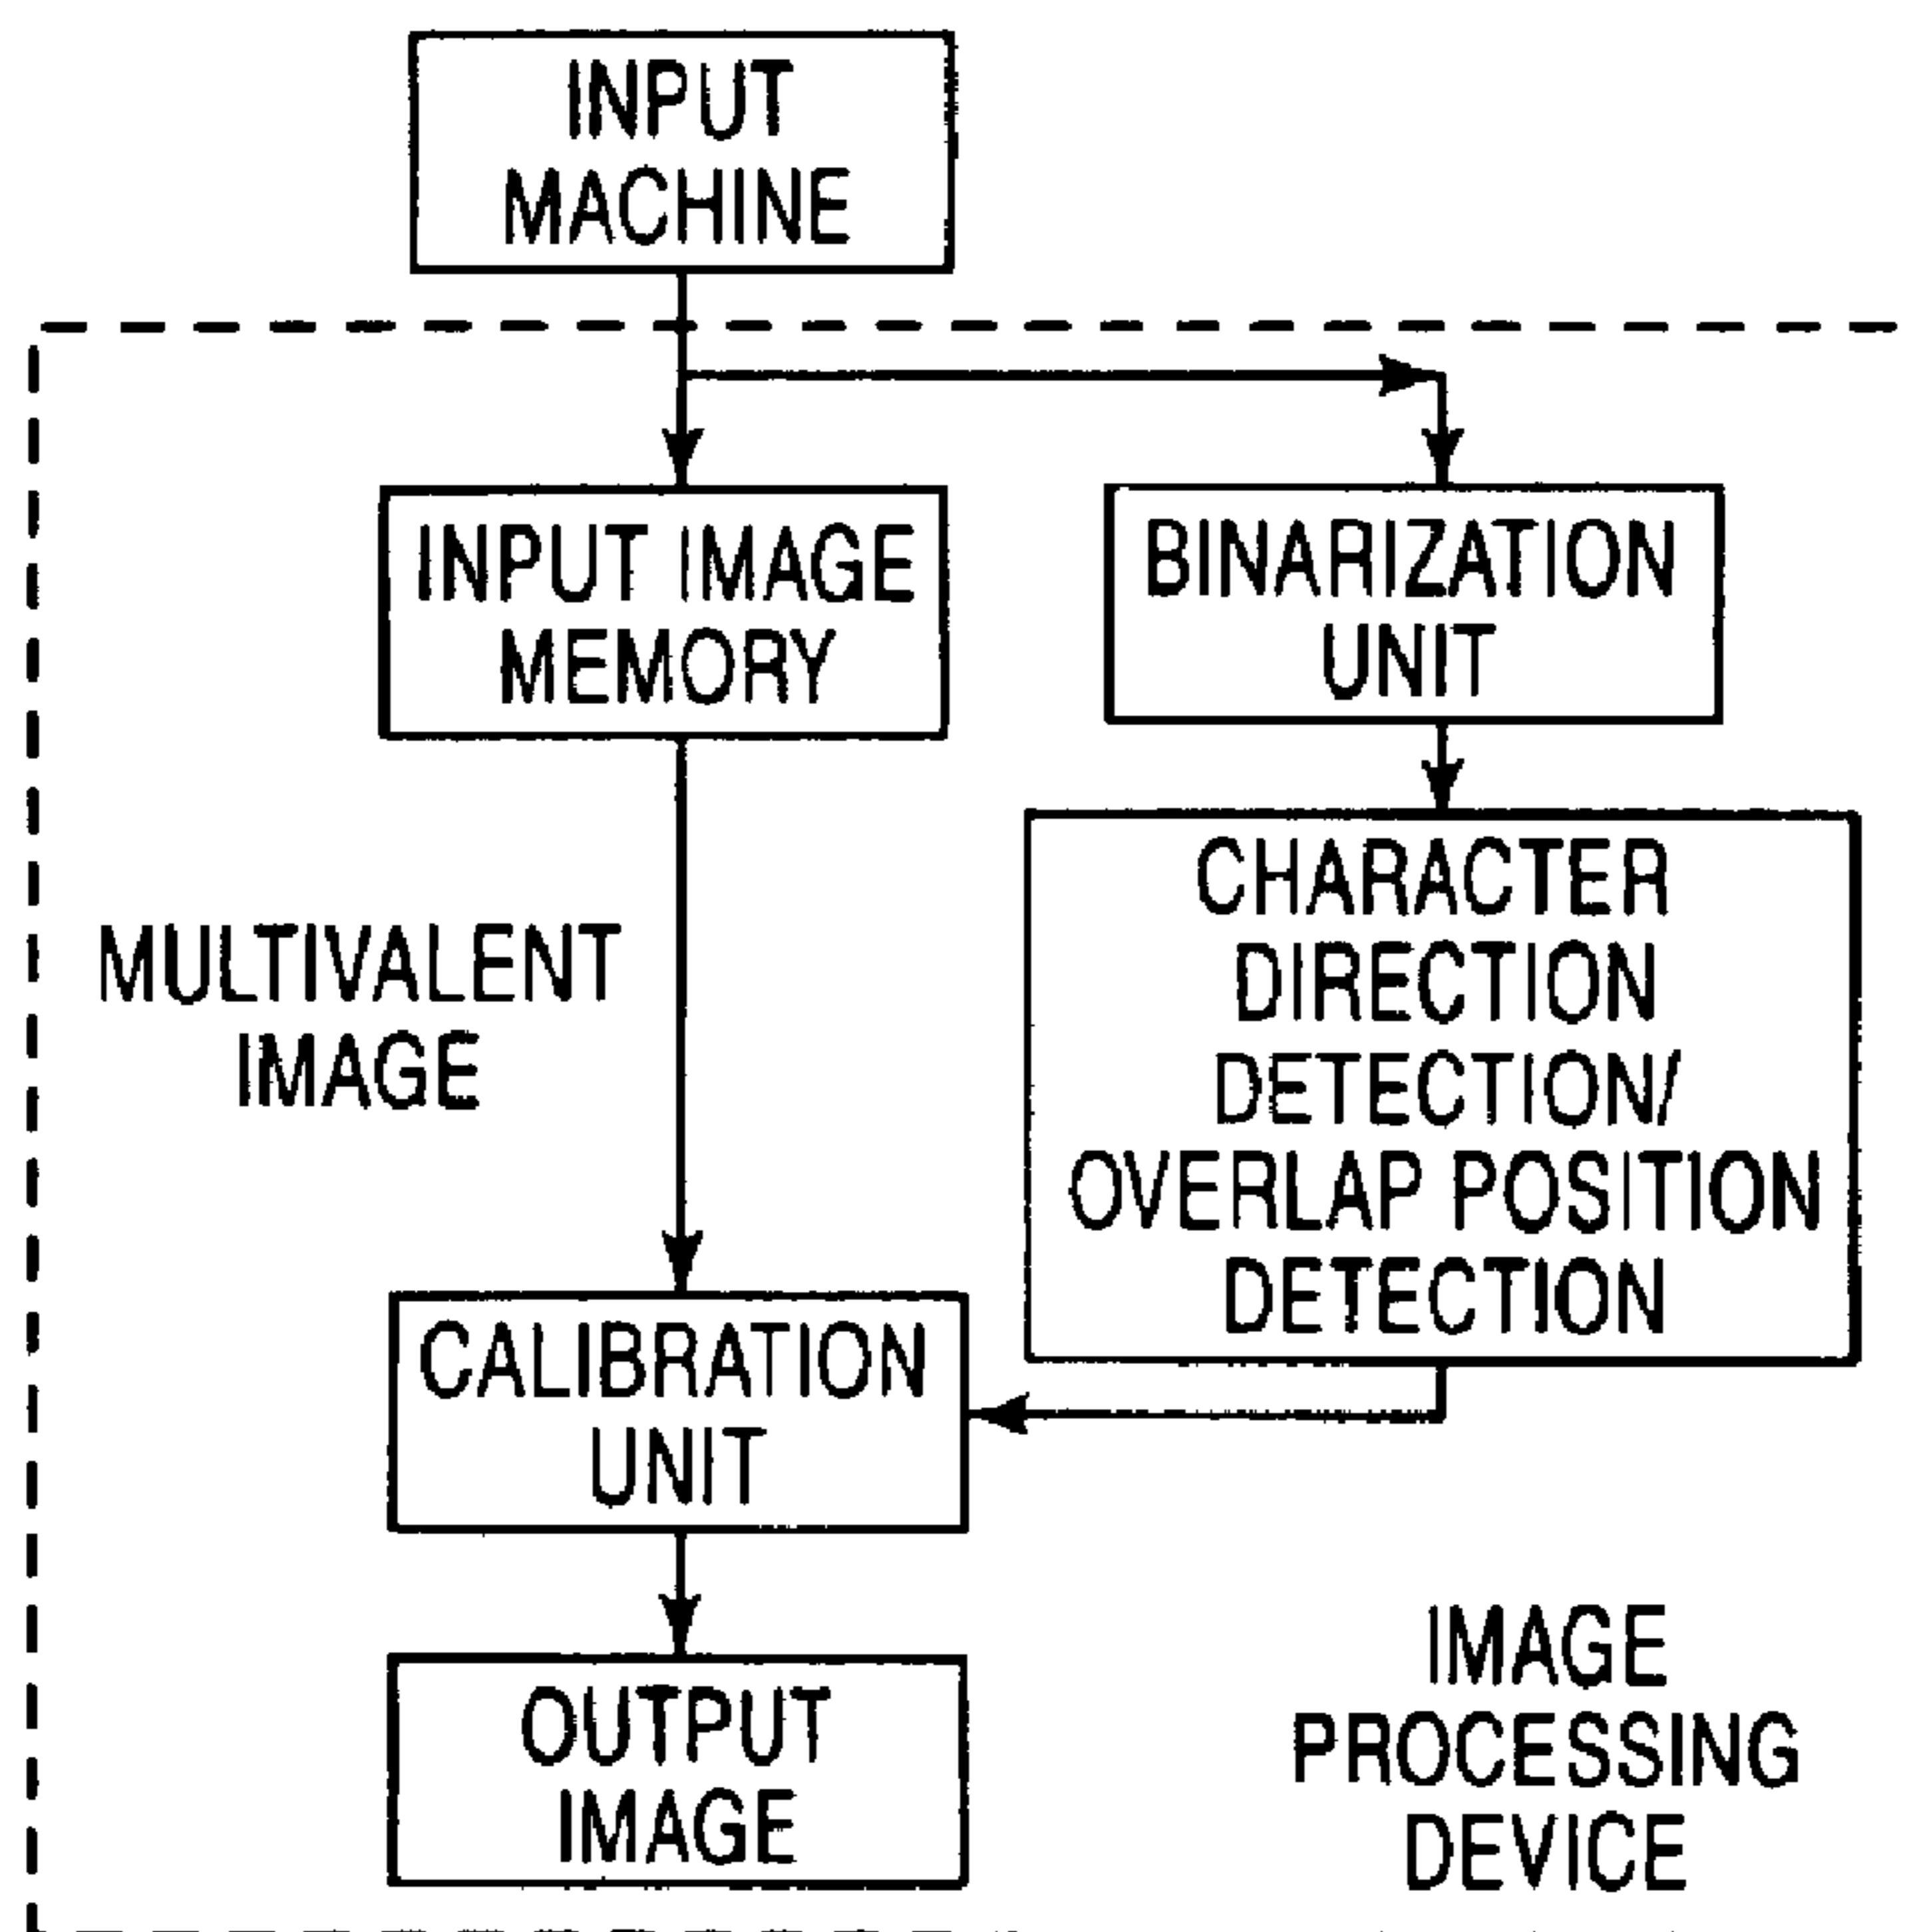 INPUT
MACHINE
INPUT IMAGE
MEMORY
BINARIZATION
UNIT
CHARACTER
DIRECTION
DETECTION/
OVERLAP POSITION
DETECTION
MULTIVALENT
IMAGE
CALIBRATION
UNIT
OUTPUT
IMAGE
IMAGE
PROCESSING
DEVICE